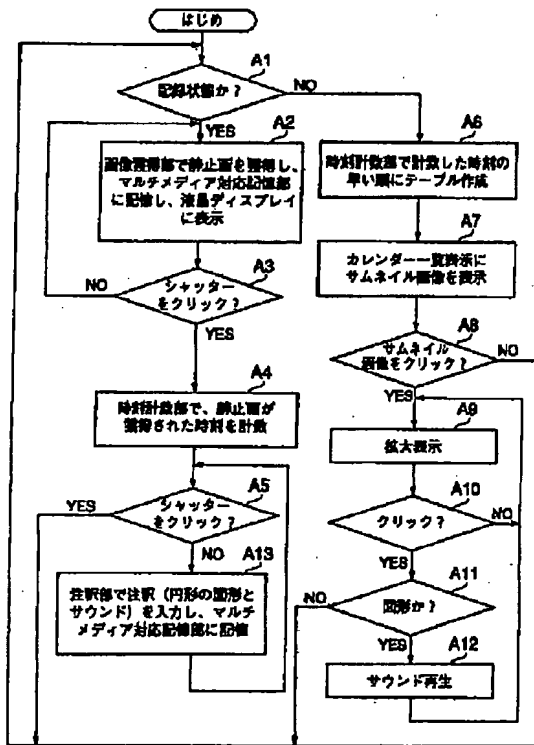 はじめ
A1
記録状態か?
NO
YES
A2
画像獲得部で静止画を獲得し、
マルチメディア対応記憶部
に記憶し、液晶ディスプレイ
に表示
A3
シャッター
をクリック?
NO
YES
A4
時刻計数部で、静止画が
獲得された時刻を計数
A5
シャッター
をクリック?
YES
NO
A13
注釈部で注釈(円形の図形と
サウンド)を入力し、マルチ
メディア対応記憶部に記憶
A6
時刻計数部で計数した時刻の
早い順にテーブル作成
A7
カレンダー一覧表示に
サムネイル画像を表示
A8
サムネイル
画像をクリック?
NO
YES
A9
拡大表示
A10
クリック?
NO
YES
A11
図形か?
NO
YES
A12
サウンド再生